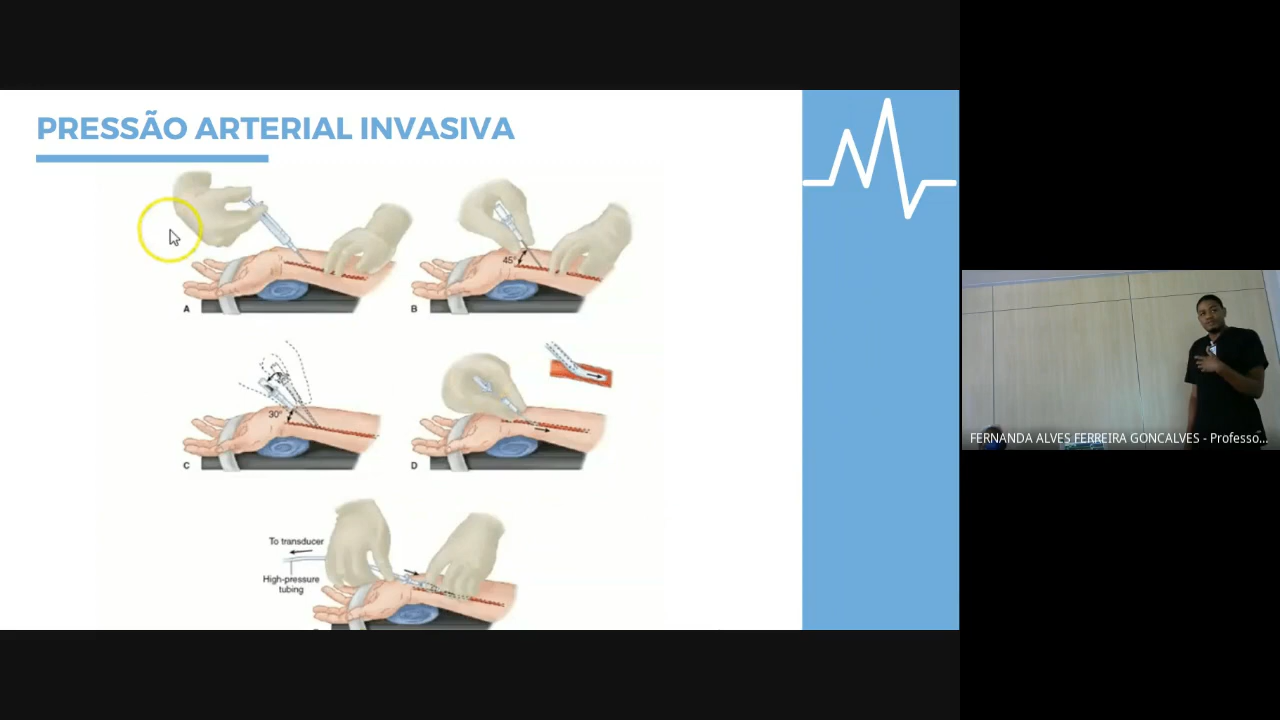 PRESSÃO ARTERIAL INVASIVA
A
45°
B
30°
C
D
To transducer
High-pressure
tubing
FERNANDA ALVES FERREIRA GONCALVES - Professo...